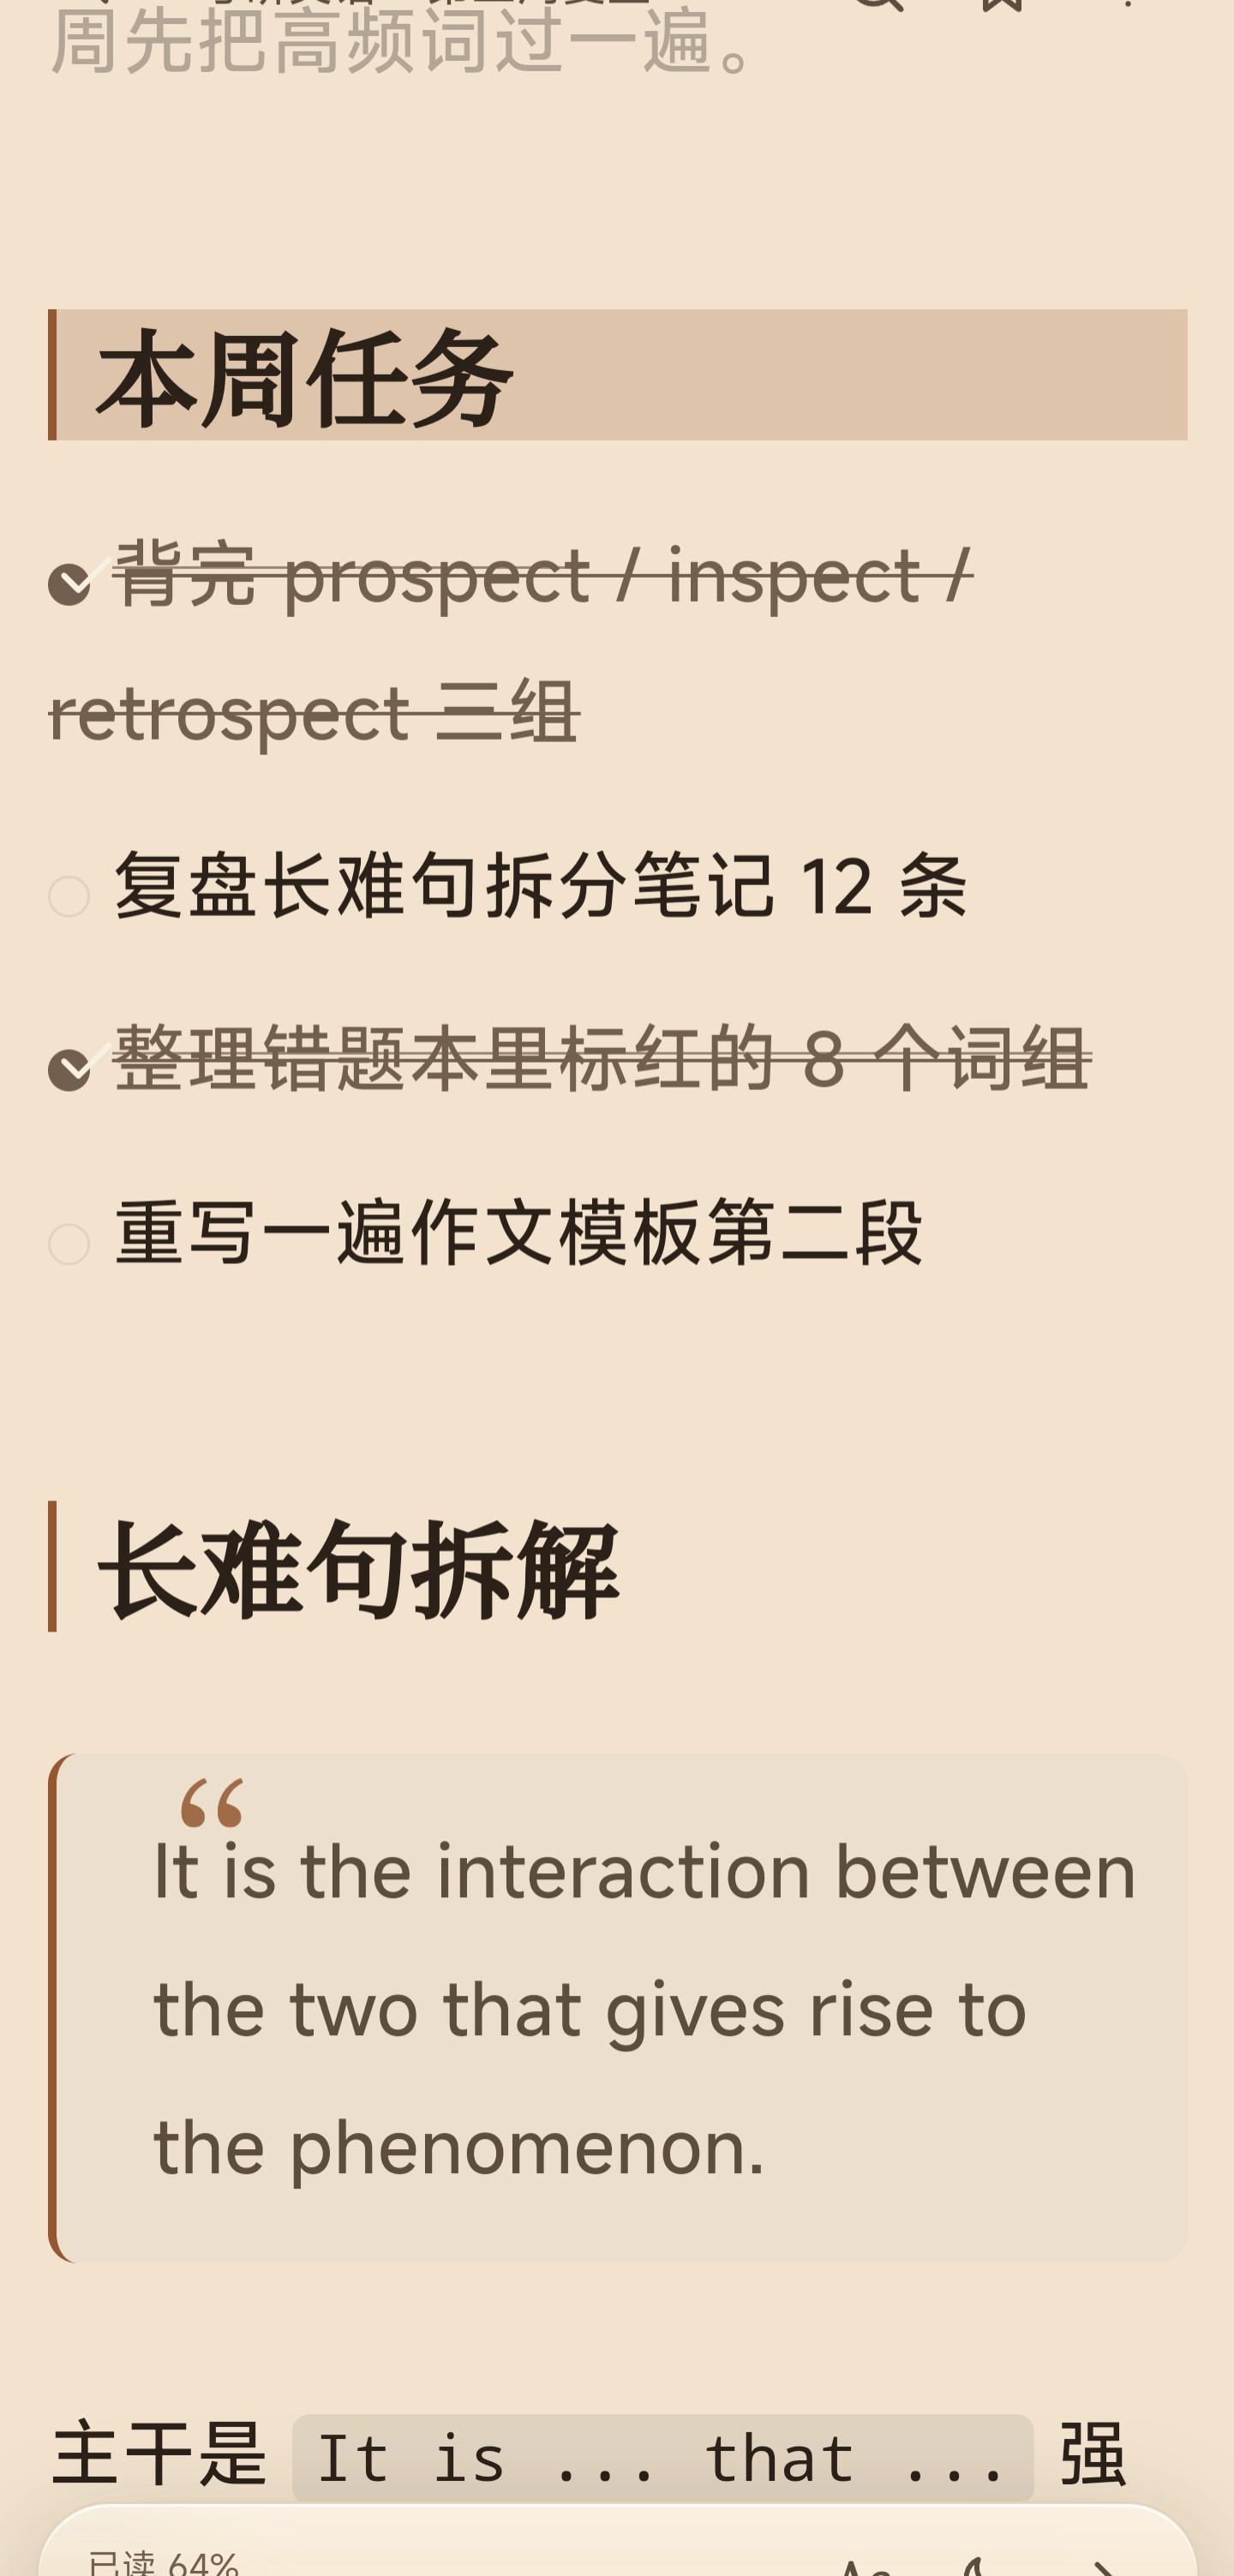 周先把高频词过一遍。
本周任务
背完 prospect / inspect /
retrospect 三组
复盘长难句拆分笔记 12 条
整理错题本里标红的 8 个词组
重写一遍作文模板第二段
长难句拆解
“
It is the interaction between
the two that gives rise to
the phenomenon.
主干是 It is ... that ... 强
已读 64%
Aa